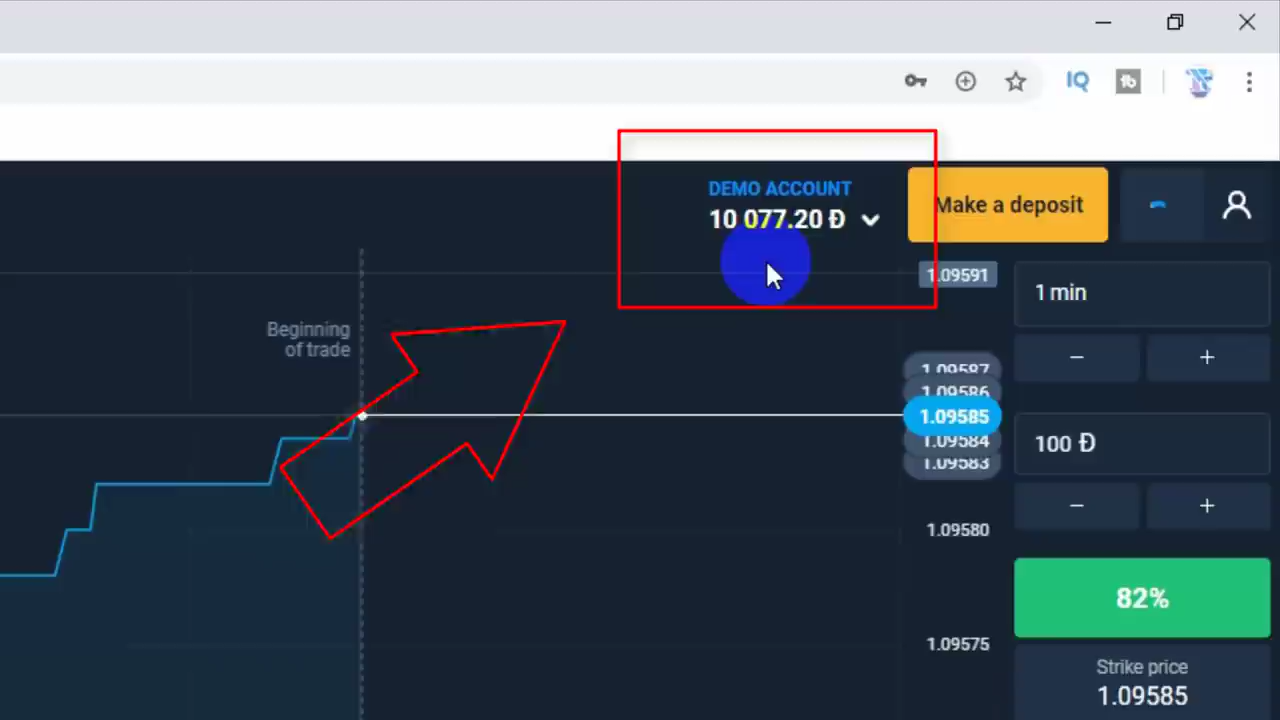 IQ
tb
DEMO ACCOUNT
10 077.20 Đ
Make a deposit
1.09591
1 min
Beginning
of trade
−
+
1.09587
1.09586
1.09585
1.09584
1.09583
100 Đ
−
+
1.09580
82%
1.09575
Strike price
1.09585